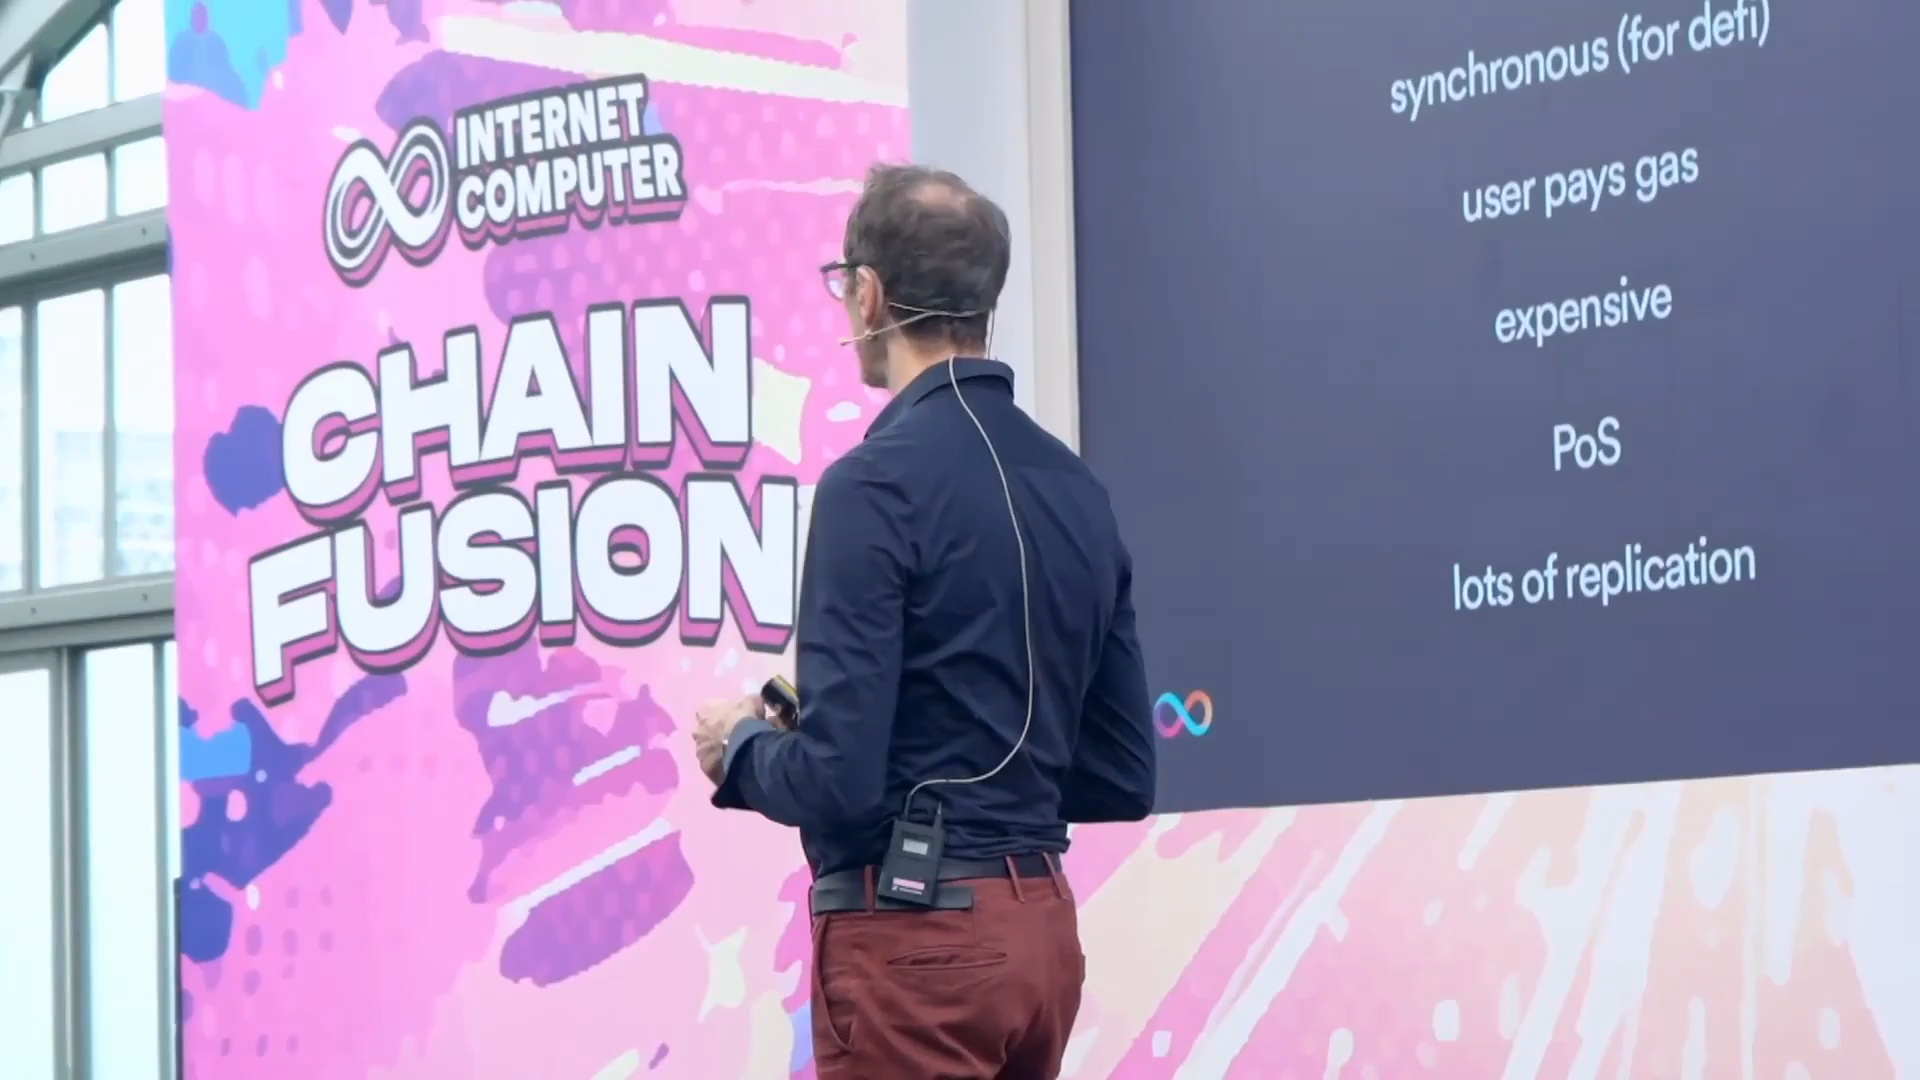 INTERNET
COMPUTER
CHAIN
FUSION
synchronous (for defi)
user pays gas
expensive
PoS
lots of replication